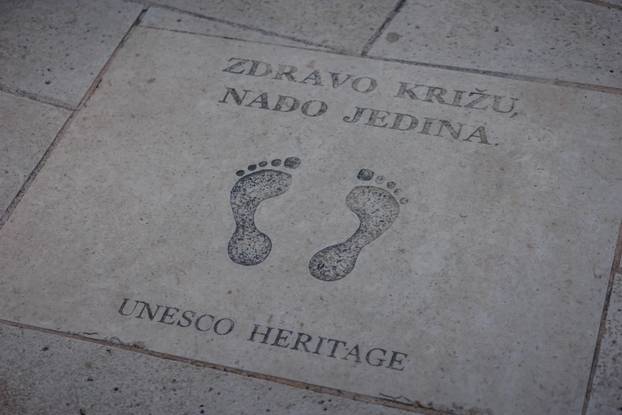 ZDRAVO KRIŽU,
NADO JEDINA
UNESCO HERITAGE